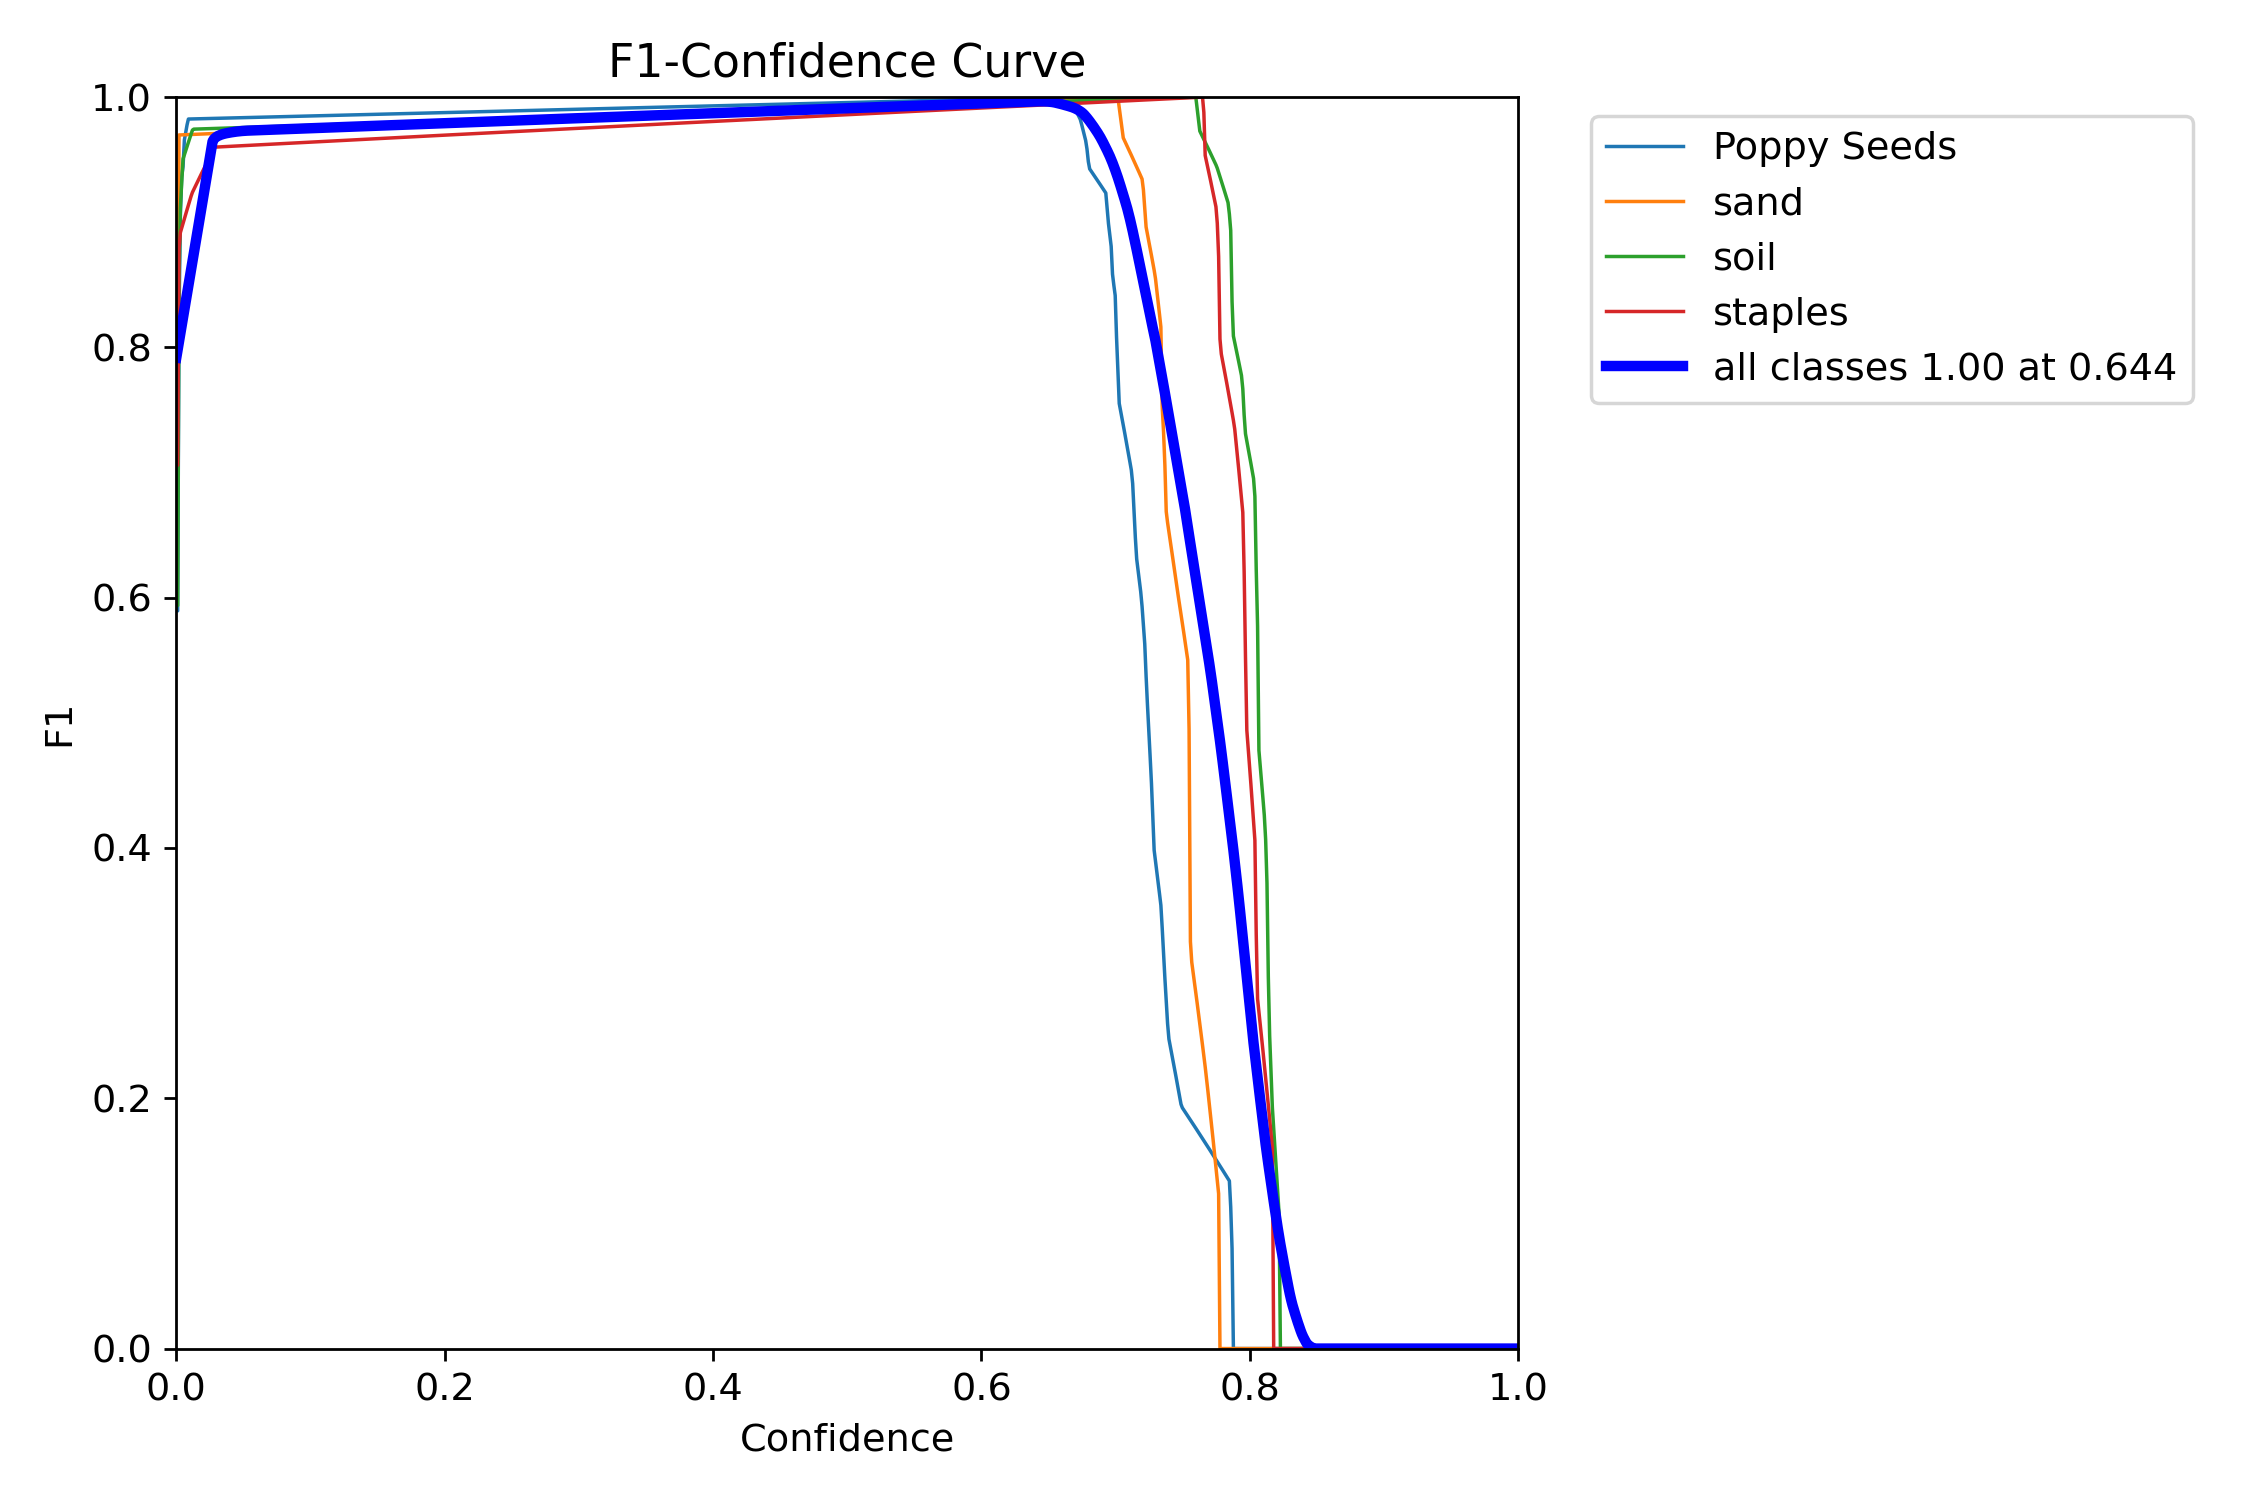 F1-Confidence Curve
1.0
0.8
0.6
0.4
0.2
0.0
F1
0.0 0.2 0.4 0.6 0.8 1.0
Confidence
Poppy Seeds
sand
soil
staples
all classes 1.00 at 0.644